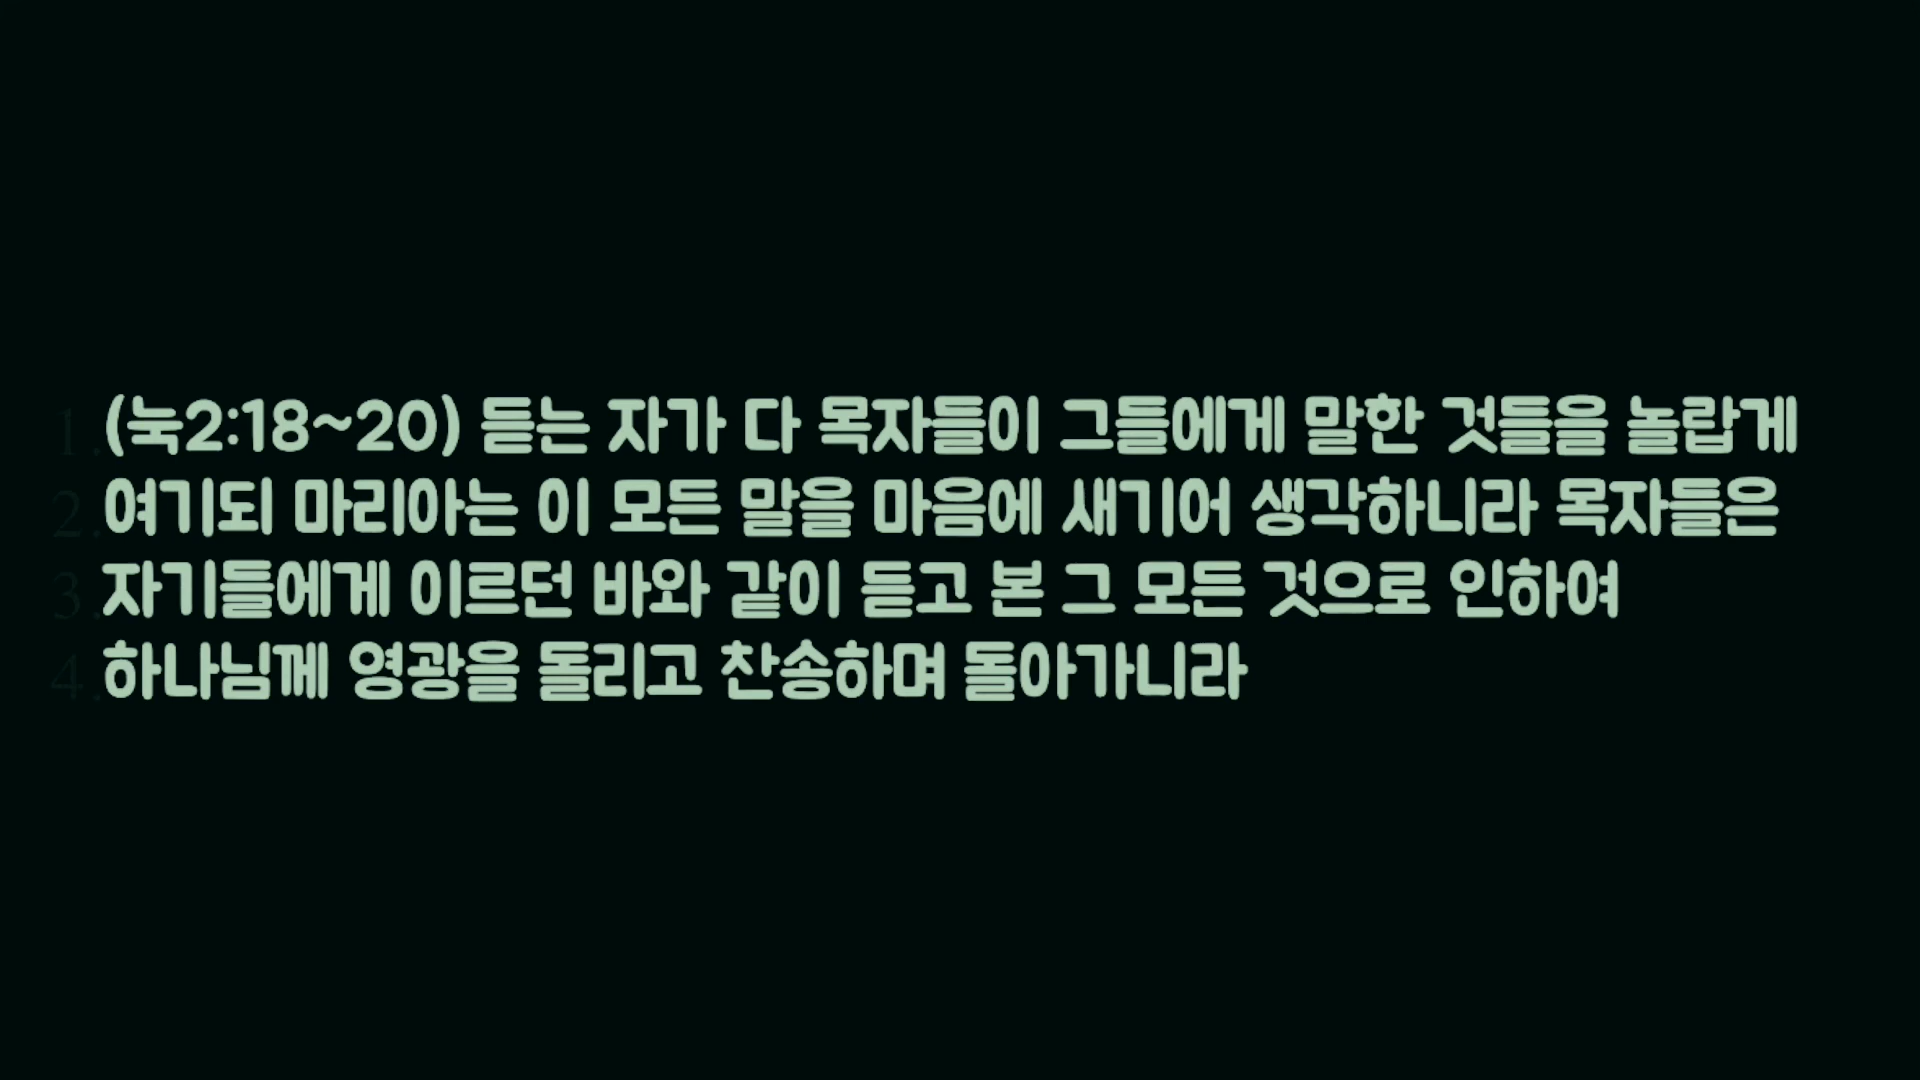 1. (눅2:18~20) 듣는 자가 다 목자들이 그들에게 말한 것들을 놀랍게
2. 여기되 마리아는 이 모든 말을 마음에 새기어 생각하니라 목자들은
3. 자기들에게 이르던 바와 같이 듣고 본 그 모든 것으로 인하여
4. 하나님께 영광을 돌리고 찬송하며 돌아가니라